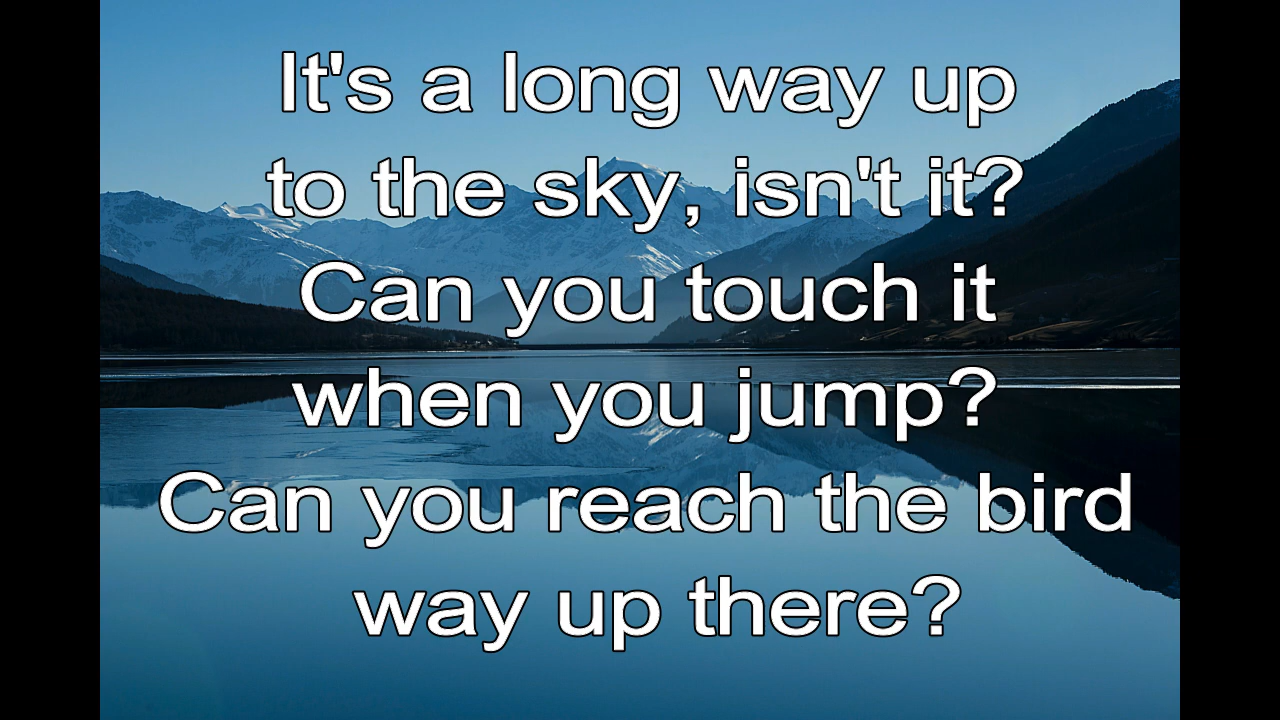 It's a long way up
to the sky, isn't it?
Can you touch it
when you jump?
Can you reach the bird
way up there?